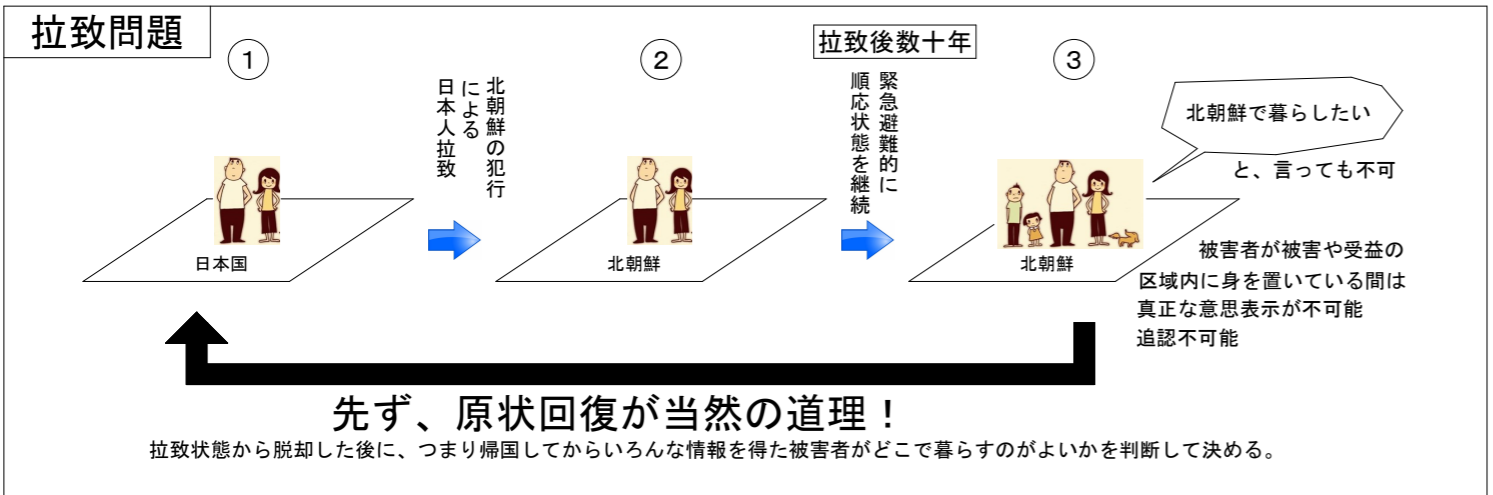 拉致問題
①
北朝鮮の犯行
による
日本人拉致
②
拉致後数十年
緊急避難的に
順応状態を継続
③
北朝鮮で暮らしたい
と、言っても不可
日本国
北朝鮮
北朝鮮
被害者が被害や受益の
区域内に身を置いている間は
真正な意思表示が不可能
追認不可能
先ず、原状回復が当然の道理！
拉致状態から脱却した後に、つまり帰国してからいろんな情報を得た被害者がどこで暮らすのがよいかを判断して決める。